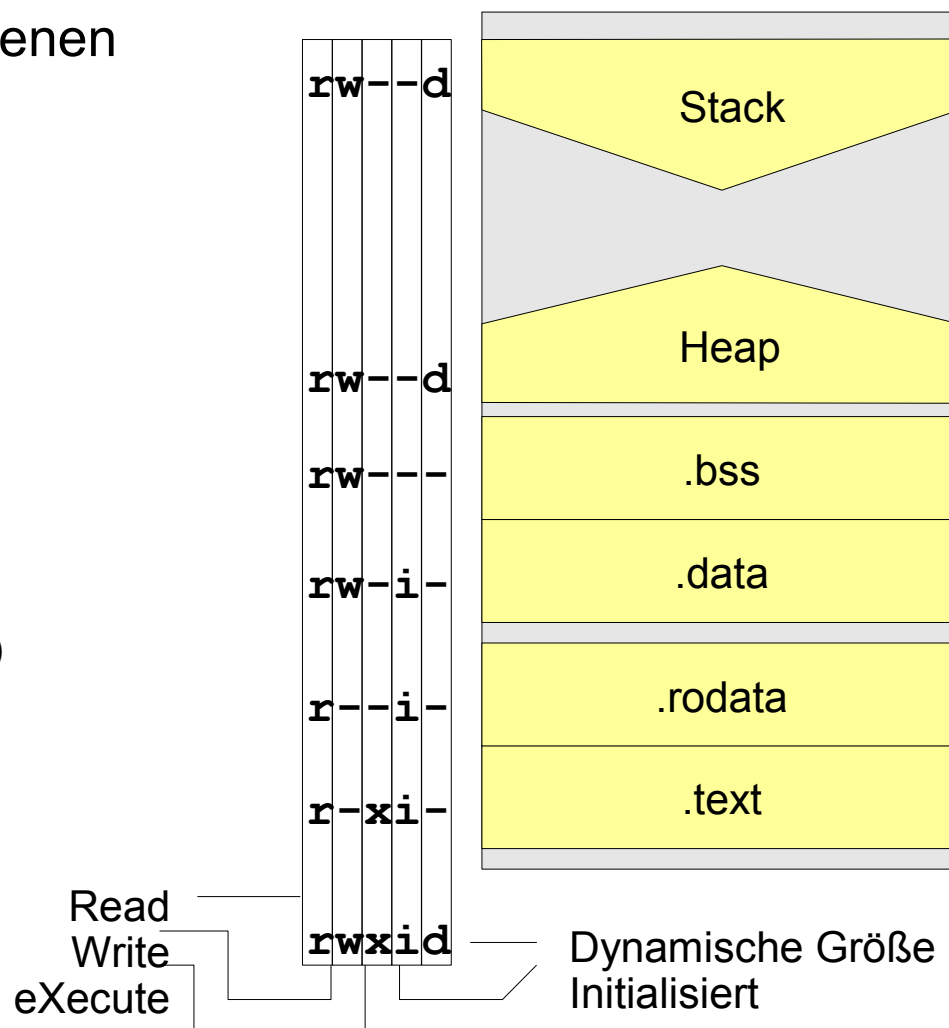 enen
rw--d
Stack
Heap
rw--d
rw---
.bss
rw-i-
.data
)
r--i-
.rodata
r-xi-
.text
Read
Write
eXecute
rwxid
Dynamische Größe
Initialisiert